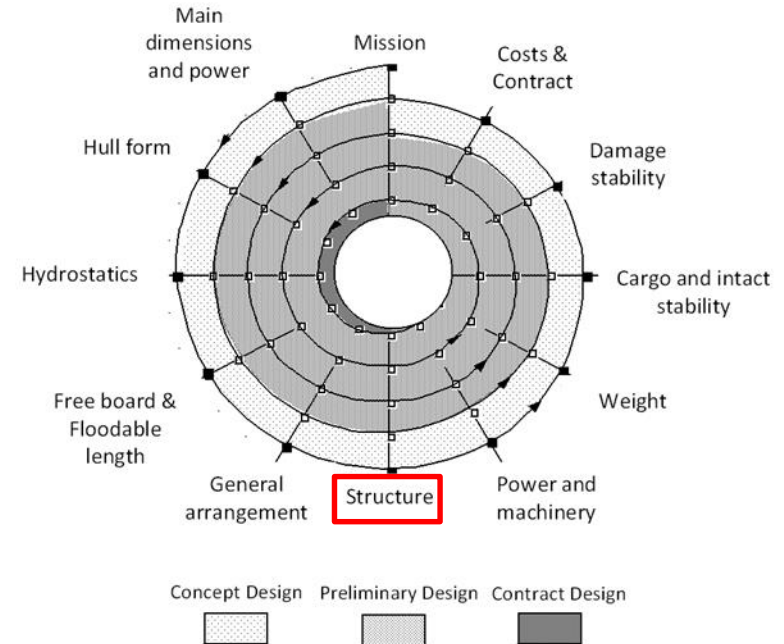 Main
dimensions
and power
Mission
Costs &
Contract
Hull form
Damage
stability
Hydrostatics
Cargo and intact
stability
Free board &
Floodable
length
Weight
General
arrangement
Structure
Power and
machinery
Concept Design
Preliminary Design
Contract Design